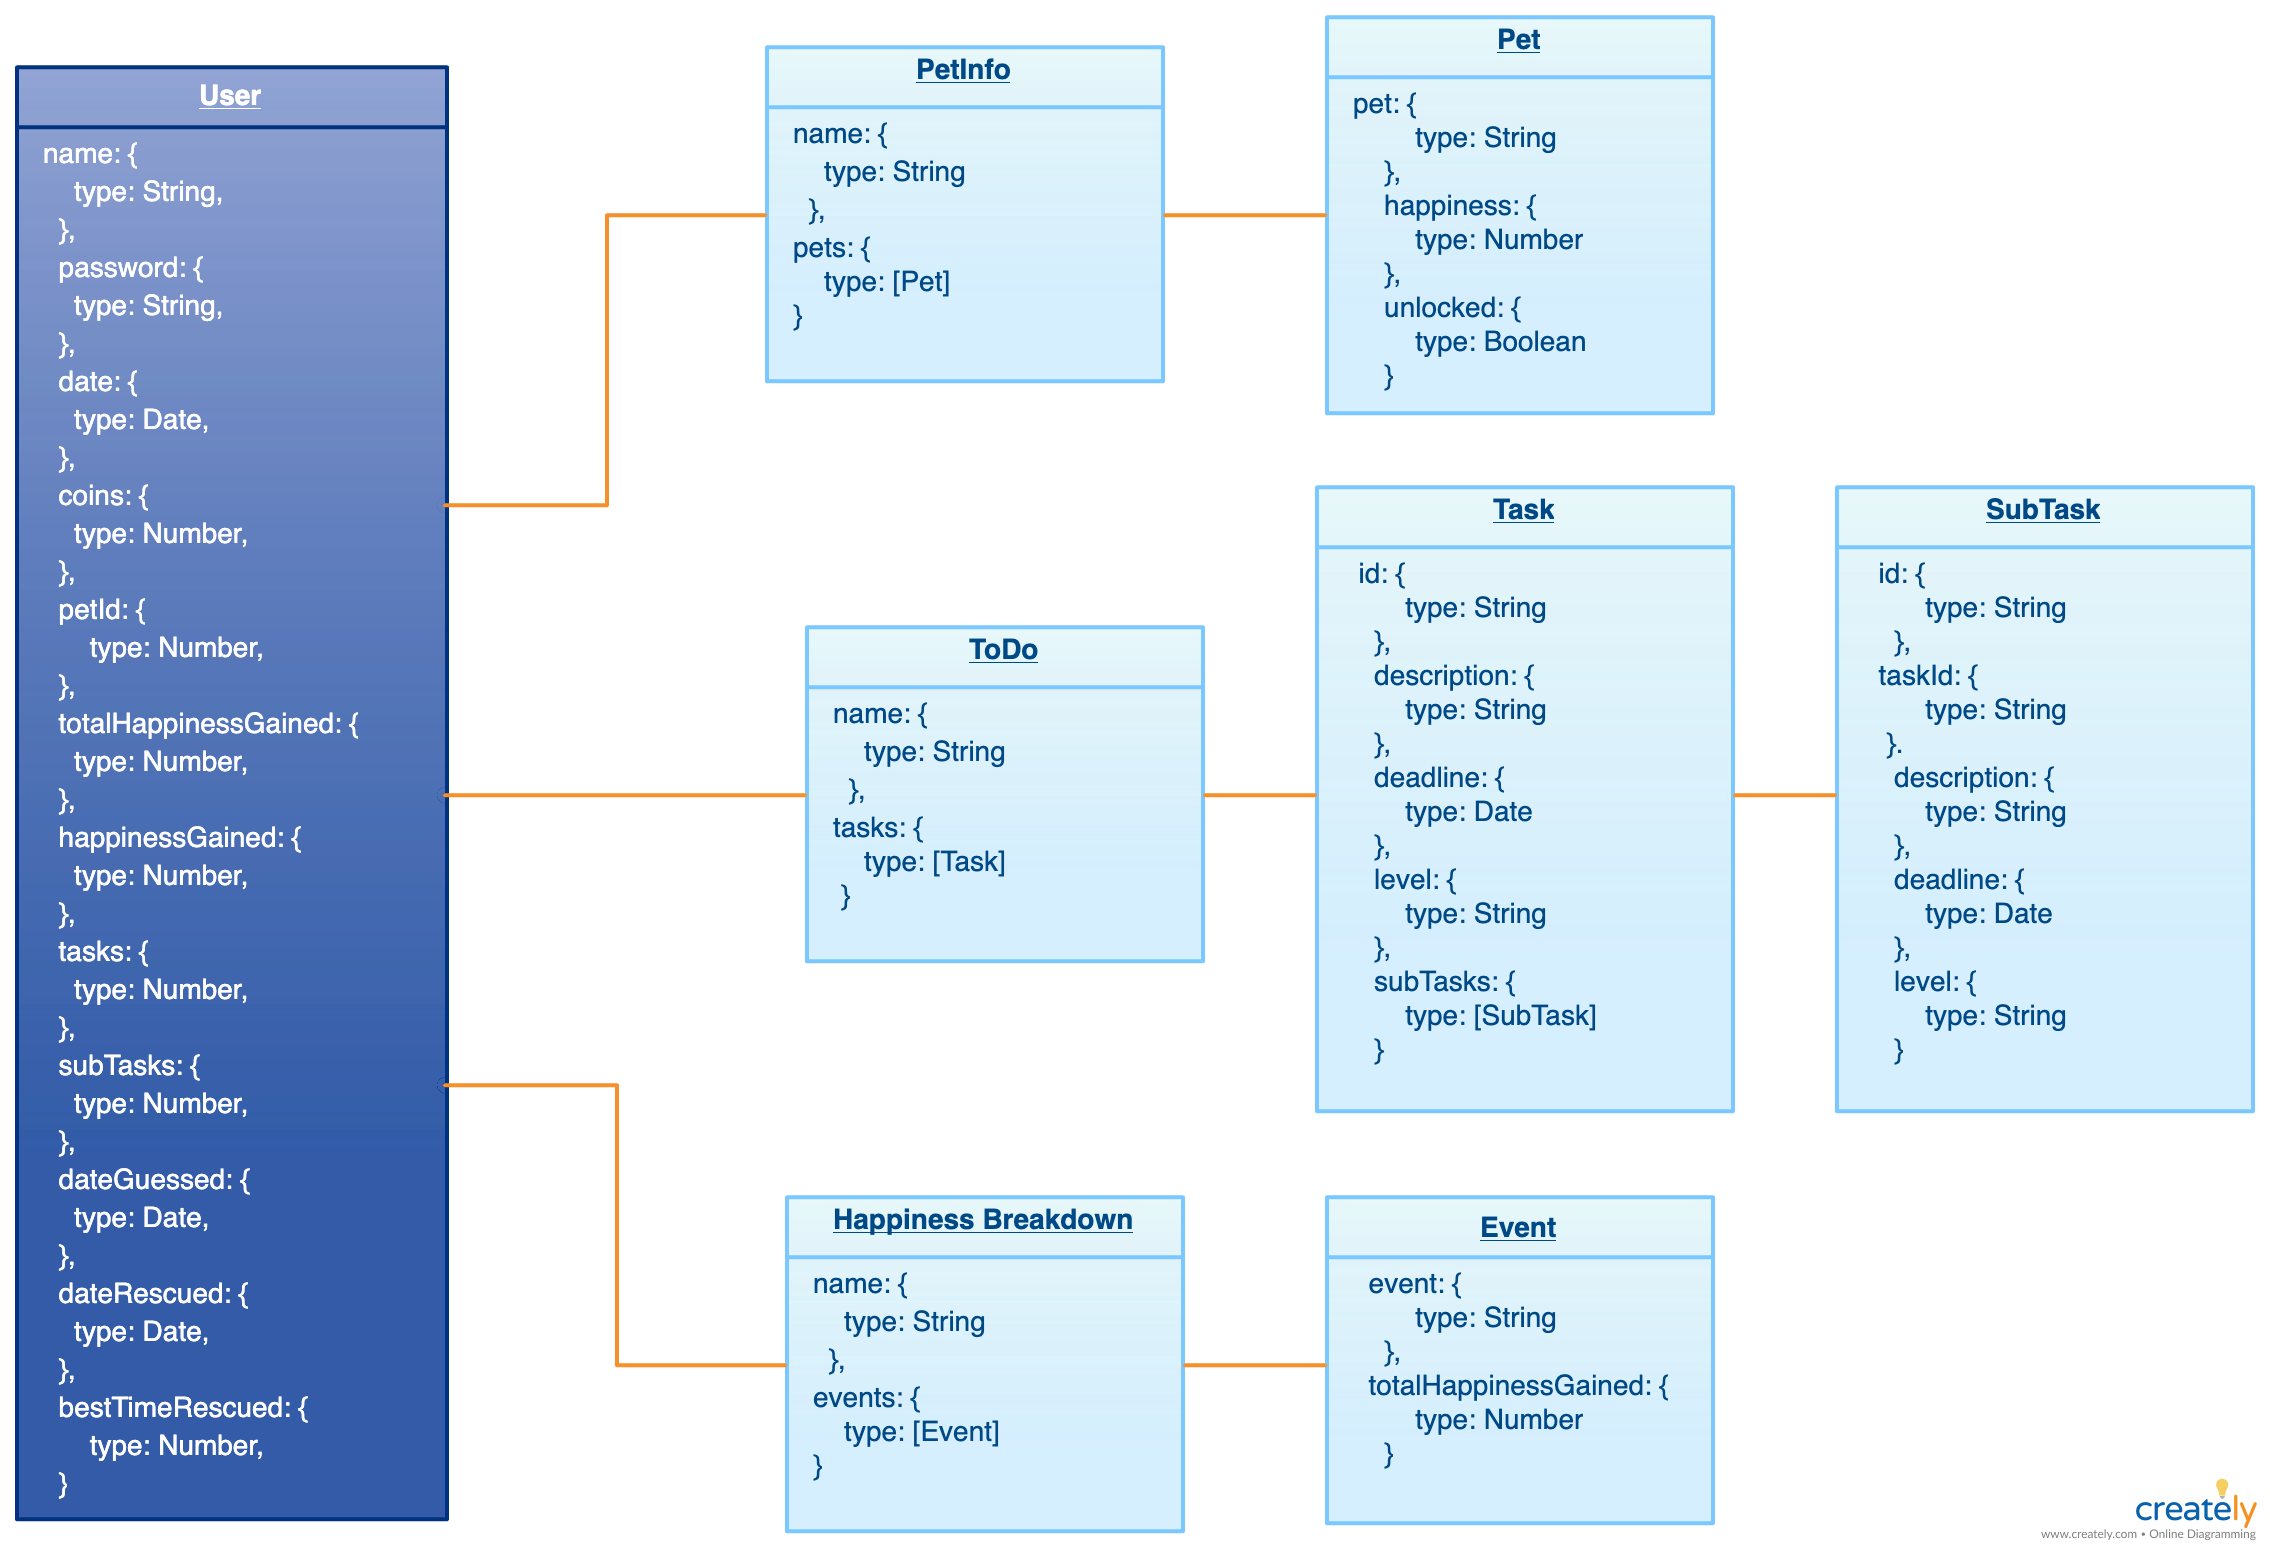 User
name: {
type: String,
},
password: {
type: String,
},
date: {
type: Date,
},
coins: {
type: Number,
},
petId: {
type: Number,
},
totalHappinessGained: {
type: Number,
},
happinessGained: {
type: Number,
},
tasks: {
type: Number,
},
subTasks: {
type: Number,
},
dateGuessed: {
type: Date,
},
dateRescued: {
type: Date,
},
bestTimeRescued: {
type: Number,
}
PetInfo
name: {
type: String
},
pets: {
type: [Pet]
}
Pet
pet: {
type: String
},
happiness: {
type: Number
},
unlocked: {
type: Boolean
}
ToDo
name: {
type: String
},
tasks: {
type: [Task]
}
Task
id: {
type: String
},
description: {
type: String
},
deadline: {
type: Date
},
level: {
type: String
},
subTasks: {
type: [SubTask]
}
SubTask
id: {
type: String
},
taskId: {
type: String
}.
description: {
type: String
},
deadline: {
type: Date
},
level: {
type: String
}
Happiness Breakdown
name: {
type: String
},
events: {
type: [Event]
}
Event
event: {
type: String
},
totalHappinessGained: {
type: Number
}
creately
www.creately.com • Online Diagramming